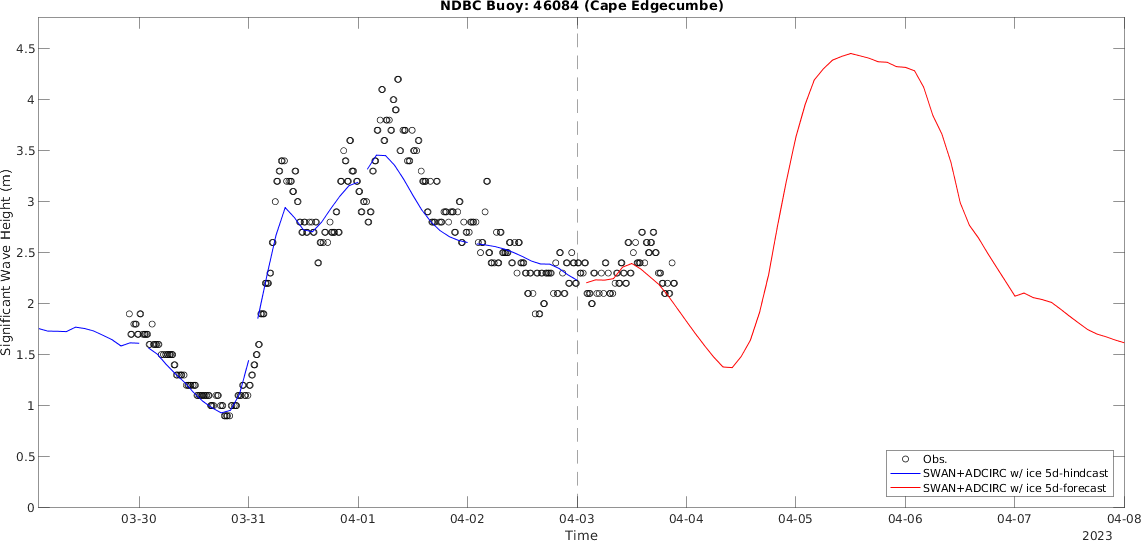 NDBC Buoy: 46084 (Cape Edgecumbe)
Significant Wave Height (m)
4.5
4
3.5
3
2.5
2
1.5
1
0.5
0
03-30 03-31 04-01 04-02 04-03 04-04 04-05 04-06 04-07 04-08
Time
2023
Obs.
SWAN+ADCIRC w/ ice 5d-hindcast
SWAN+ADCIRC w/ ice 5d-forecast